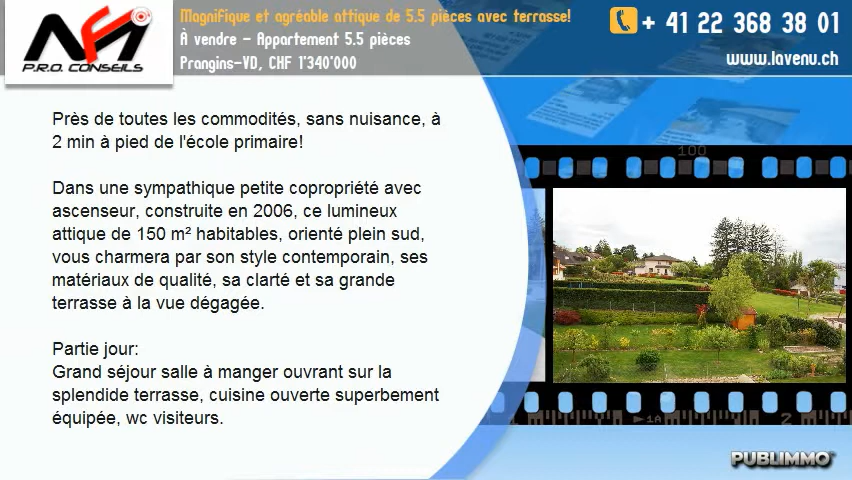 Magnifique et agréable attique de 5.5 pièces avec terrasse!
À vendre - Appartement 5.5 pièces
Prangins-VD, CHF 1'340'000
+ 41 22 368 38 01
www.lavenu.ch
P.R.O. CONSEILS
Près de toutes les commodités, sans nuisance, à
2 min à pied de l'école primaire!
Dans une sympathique petite copropriété avec
ascenseur, construite en 2006, ce lumineux
attique de 150 m² habitables, orienté plein sud,
vous charmera par son style contemporain, ses
matériaux de qualité, sa clarté et sa grande
terrasse à la vue dégagée.
Partie jour:
Grand séjour salle à manger ouvrant sur la
splendide terrasse, cuisine ouverte superbement
équipée, wc visiteurs.
100
1
1A
2
PUBLIMMO